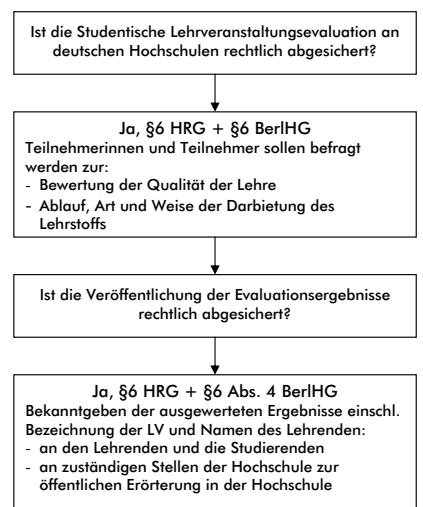 Ist die Studentische Lehrveranstaltungsevaluation an
deutschen Hochschulen rechtlich abgesichert?
Ja, §6 HRG + §6 BerlHG
Teilnehmerinnen und Teilnehmer sollen befragt
werden zur:
- Bewertung der Qualität der Lehre
- Ablauf, Art und Weise der Darbietung des
Lehrstoffs
Ist die Veröffentlichung der Evaluationsergebnisse
rechtlich abgesichert?
Ja, §6 HRG + §6 Abs. 4 BerlHG
Bekanntgeben der ausgewerteten Ergebnisse einschl.
Bezeichnung der LV und Namen des Lehrenden:
- an den Lehrenden und die Studierenden
- an zuständigen Stellen der Hochschule zur
öffentlichen Erörterung in der Hochschule